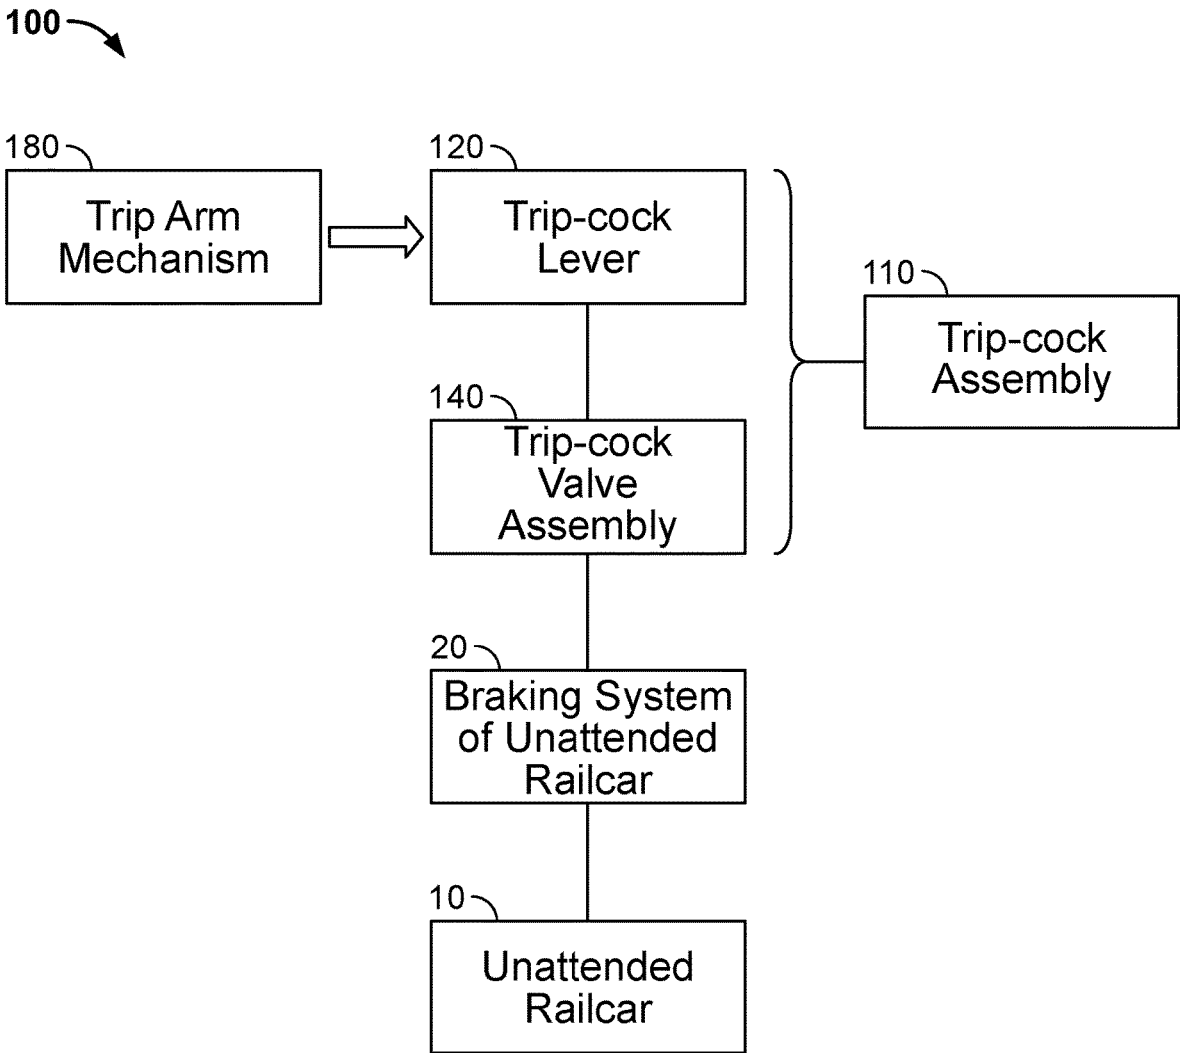 100
180
Trip Arm
Mechanism
120
Trip-cock
Lever
110
Trip-cock
Assembly
140
Trip-cock
Valve
Assembly
20
Braking System
of Unattended
Railcar
10
Unattended
Railcar